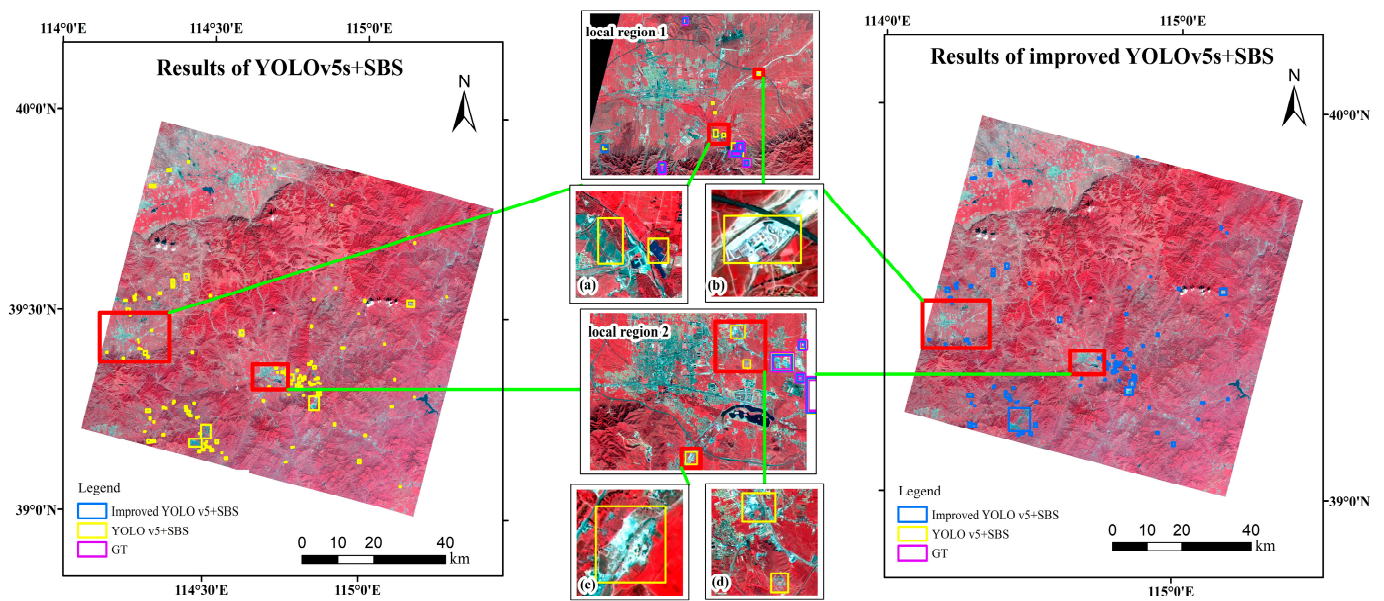 114°0'E
114°30'E
115°0'E
Results of YOLOv5s+SBS
N
40°0'N
39°30'N
39°0'N
Legend
Improved YOLO v5+SBS
YOLO v5+SBS
GT
0 10 20 40
km
114°30'E
115°0'E
local region 1
(a)
(b)
local region 2
(c)
(d)
114°0'E
115°0'E
Results of improved YOLOv5s+SBS
N
40°0'N
39°0'N
Legend
Improved YOLO v5+SBS
YOLO v5+SBS
GT
0 10 20 40
km
115°0'E